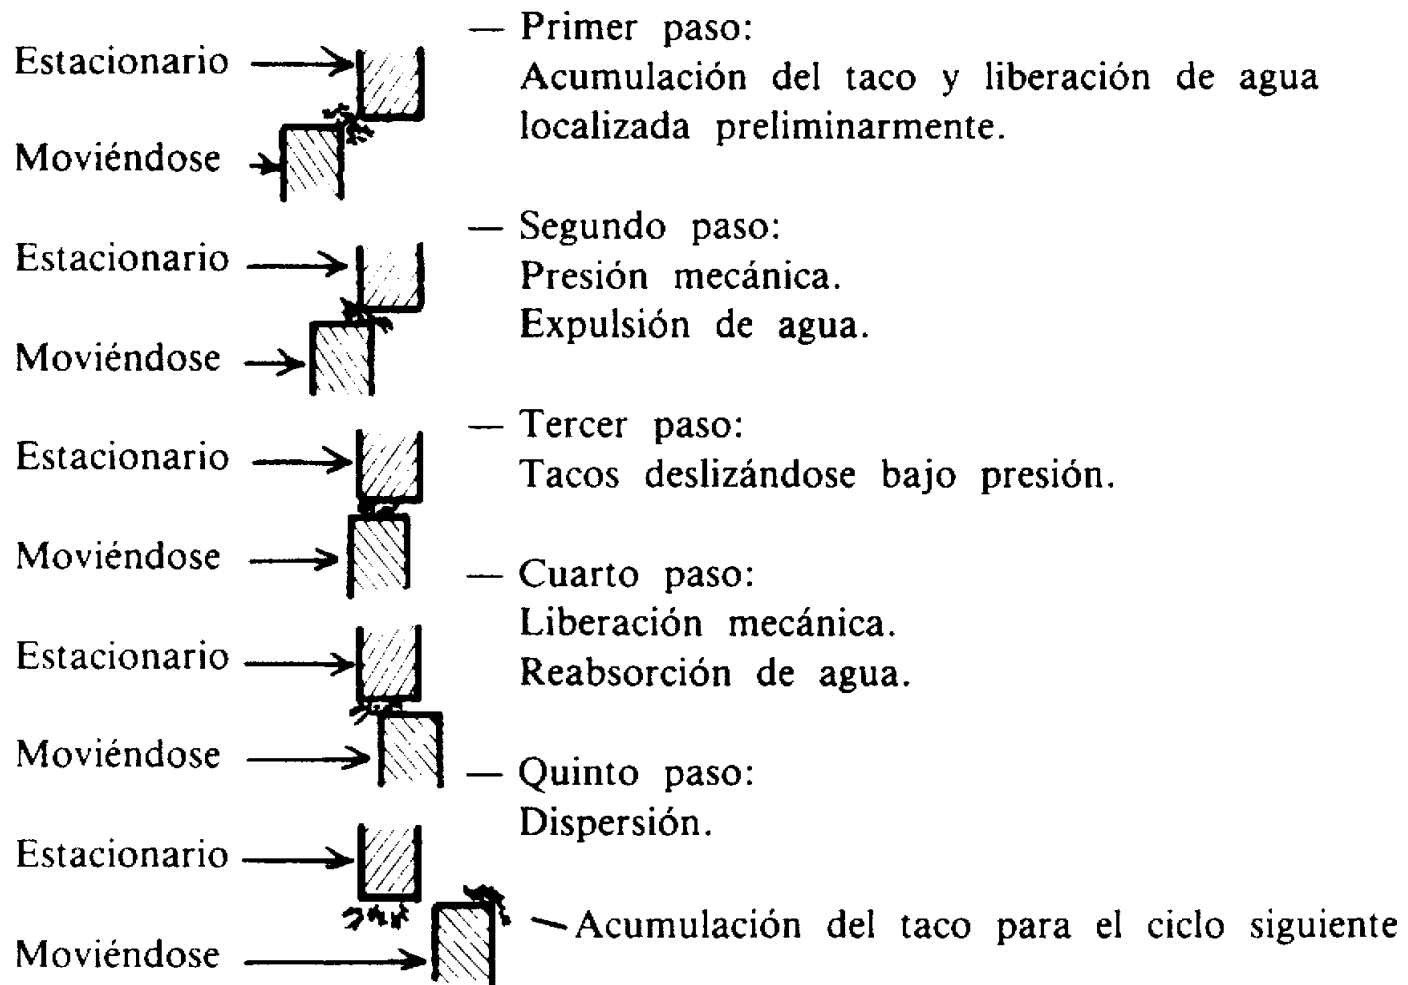 — Primer paso:
Estacionario
Acumulación del taco y liberación de agua
localizada preliminarmente.
Moviéndose
— Segundo paso:
Estacionario
Presión mecánica.
Expulsión de agua.
Moviéndose
— Tercer paso:
Estacionario
Tacos deslizándose bajo presión.
Moviéndose
— Cuarto paso:
Liberación mecánica.
Estacionario
Reabsorción de agua.
Moviéndose
— Quinto paso:
Dispersión.
Estacionario
Acumulación del taco para el ciclo siguiente
Moviéndose